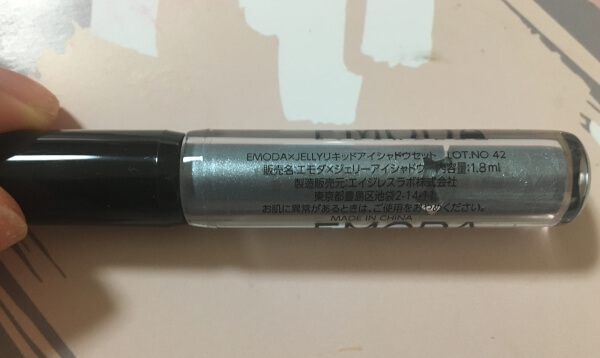 EMODA
EMODA×JELLYリキッドアイシャドウセット LOT.NO 42
販売名:エモダ×ジェリーアイシャドウ 内容量:1.8ml
製造販売元:エイジレスラボ株式会社
東京都豊島区池袋2-14-11
お肌に異常があるときは、ご使用をおやめください。
MADE IN CHINA
EMODA